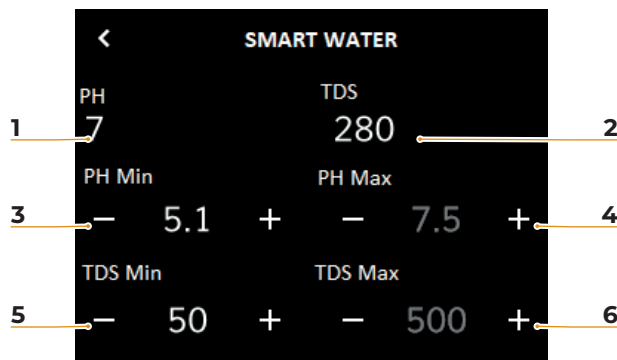 < SMART WATER
PH TDS
1 7 280 2
PH Min PH Max
3 − 5.1 + − 7.5 + 4
TDS Min TDS Max
5 − 50 + − 500 + 6